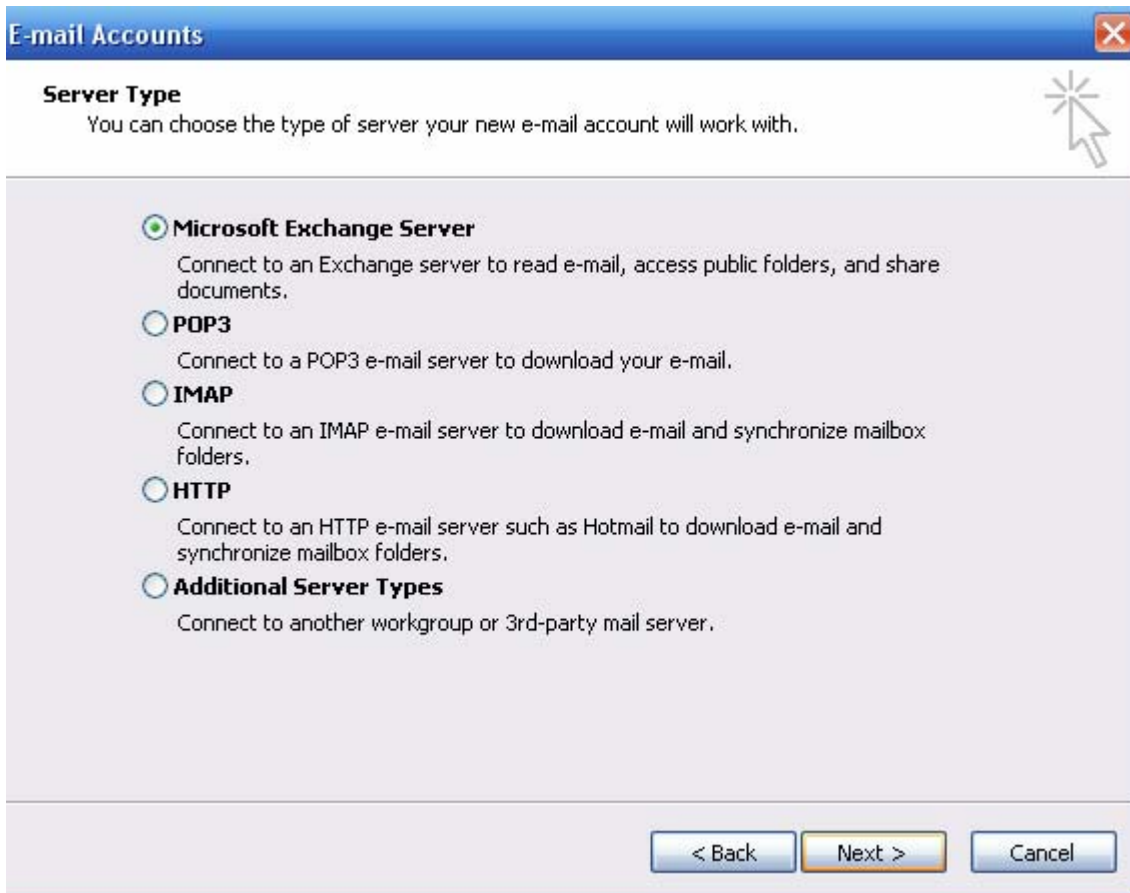 E-mail Accounts
Server Type
You can choose the type of server your new e-mail account will work with.
Microsoft Exchange Server
Connect to an Exchange server to read e-mail, access public folders, and share
documents.
POP3
Connect to a POP3 e-mail server to download your e-mail.
IMAP
Connect to an IMAP e-mail server to download e-mail and synchronize mailbox
folders.
HTTP
Connect to an HTTP e-mail server such as Hotmail to download e-mail and
synchronize mailbox folders.
Additional Server Types
Connect to another workgroup or 3rd-party mail server.
< Back Next > Cancel